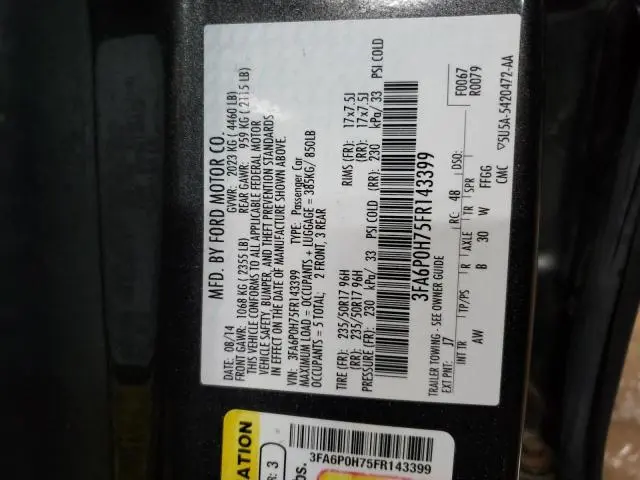 MFD. BY FORD MOTOR CO.
DATE: 08/14 GVWR: 2023 KG ( 4460 LB)
FRONT GAWR: 1068 KG ( 2355 LB) REAR GAWR: 959 KG ( 2115 LB)
THIS VEHICLE CONFORMS TO ALL APPLICABLE FEDERAL MOTOR
VEHICLE SAFETY, BUMPER, AND THEFT PREVENTION STANDARDS
IN EFFECT ON THE DATE OF MANUFACTURE SHOWN ABOVE.
VIN: 3FA6P0H75FR143399 TYPE: Passenger Car
MAXIMUM LOAD = OCCUPANTS + LUGGAGE = 385KG/ 850LB
OCCUPANTS = 5 TOTAL: 2 FRONT, 3 REAR
TIRE (FR): 235/50R17 96H RIMS (FR): 17x7.5J
(RR): 235/50R17 96H (RR): 17x7.5J
PRESSURE (FR): 230 kPa/ 33 PSI COLD (RR): 230 kPa/ 33 PSI COLD
3FA6P0H75FR143399
TRAILER TOWING - SEE OWNER GUIDE
F0067
R0079
EXT PNT: J7 RC: 48 DSO:
INT TR TP/PS R AXLE TR SPR
AW B 30 W FFGG
CMC 5U5A-5420472-AA
ATION
R: 3
bs.
3FA6P0H75FR143399